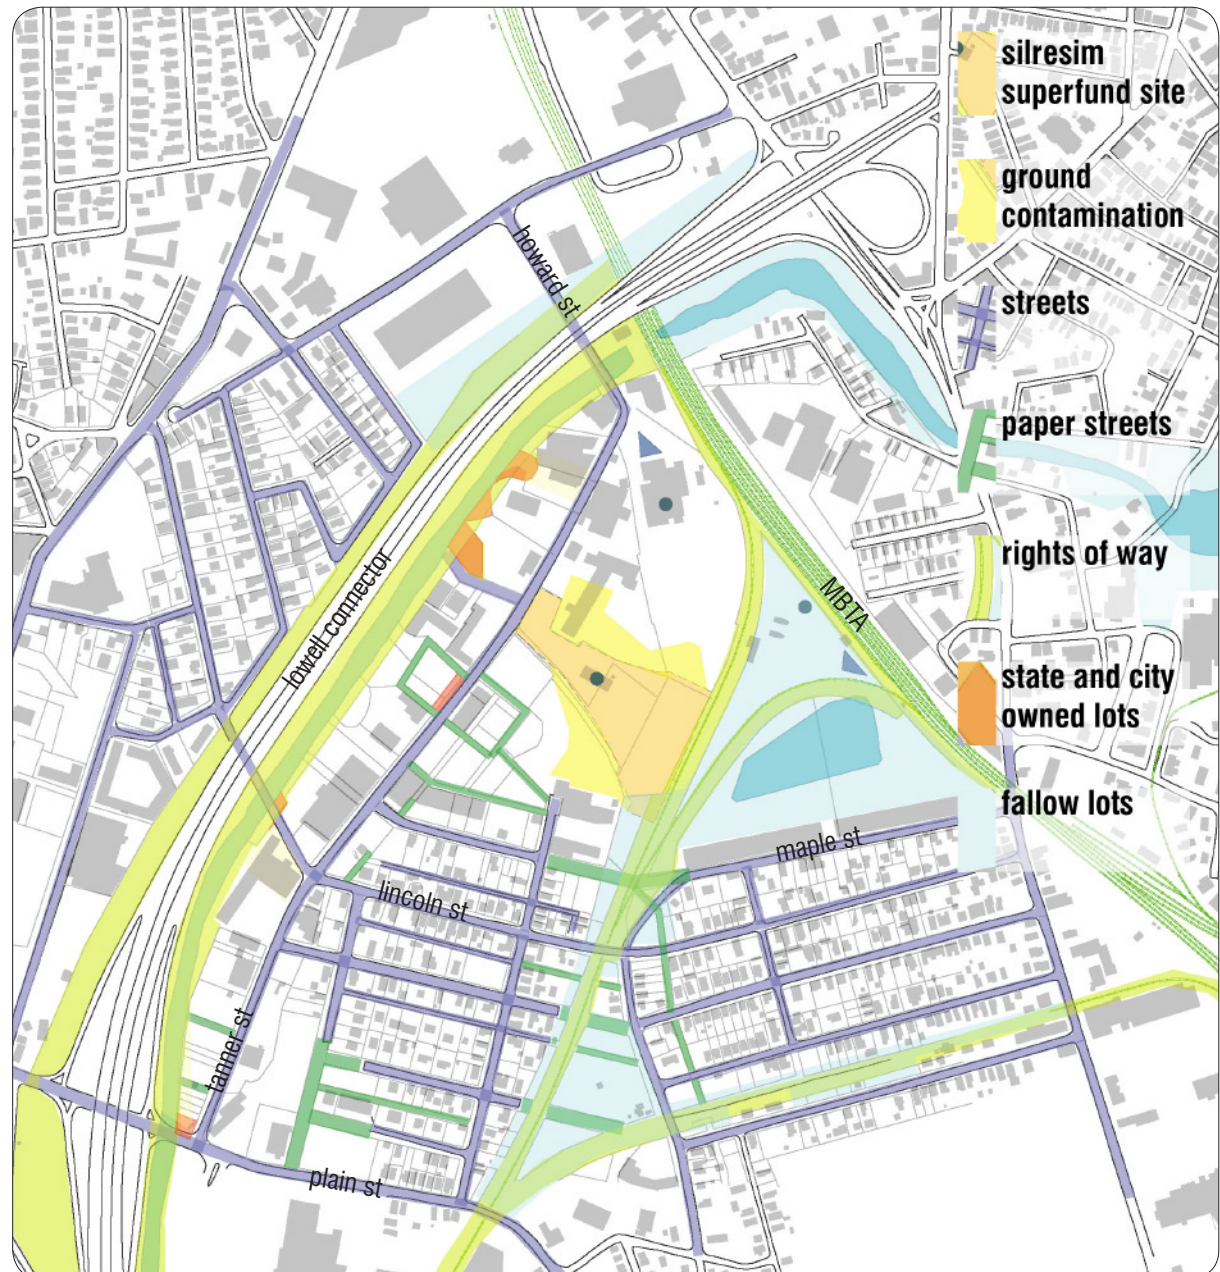 silresim
superfund site
ground
contamination
howard st
streets
paper streets
rights of way
lowell connector
MBTA
state and city
owned lots
fallow lots
maple st
lincoln st
tanner st
plain st